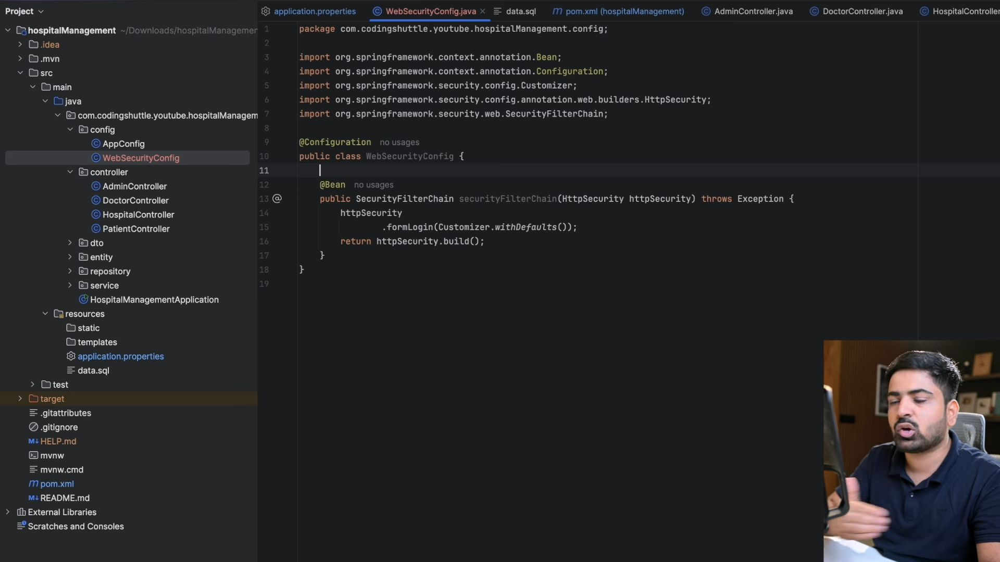 Project
hospitalManagement ~/Downloads/hospitalManagemen
.idea
.mvn
src
main
java
com.codingshuttle.youtube.hospitalManagem
config
AppConfig
WebSecurityConfig
controller
AdminController
DoctorController
HospitalController
PatientController
dto
entity
repository
service
HospitalManagementApplication
resources
static
templates
application.properties
data.sql
test
target
.gitattributes
.gitignore
M↓ HELP.md
mvnw
mvnw.cmd
m pom.xml
M↓ README.md
External Libraries
Scratches and Consoles
application.properties
WebSecurityConfig.java
data.sql
m pom.xml (hospitalManagement)
AdminController.java
DoctorController.java
HospitalController
1 package com.codingshuttle.youtube.hospitalManagement.config;
2
3 import org.springframework.context.annotation.Bean;
4 import org.springframework.context.annotation.Configuration;
5 import org.springframework.security.config.Customizer;
6 import org.springframework.security.config.annotation.web.builders.HttpSecurity;
7 import org.springframework.security.web.SecurityFilterChain;
8
9 @Configuration no usages
10 public class WebSecurityConfig {
11
12 @Bean no usages
13 @ public SecurityFilterChain securityFilterChain(HttpSecurity httpSecurity) throws Exception {
14 httpSecurity
15 .formLogin(Customizer.withDefaults());
16 return httpSecurity.build();
17 }
18 }
19